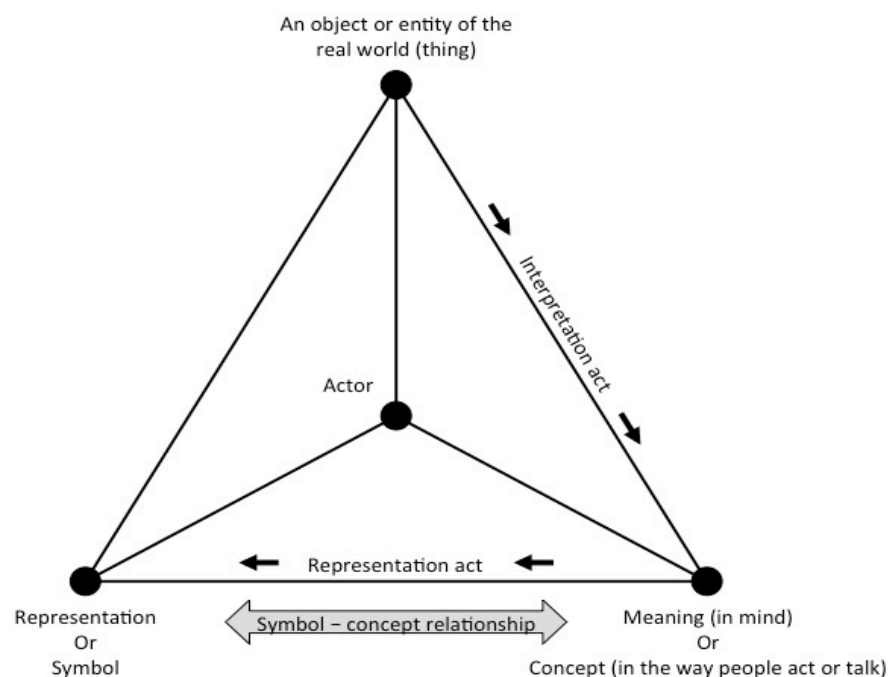 An object or entity of the
real world (thing)
Interpretation act
Actor
Representation act
Representation
Or
Symbol
Symbol – concept relationship
Meaning (in mind)
Or
Concept (in the way people act or talk)